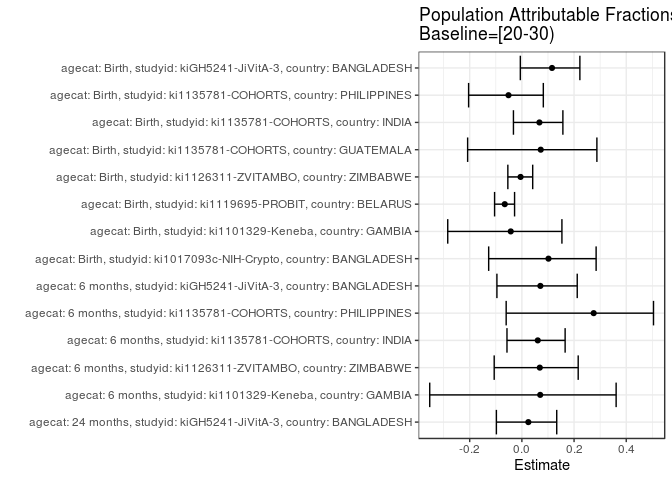 Population Attributable Fractions
Baseline=[20-30)
agecat: Birth, studyid: kiGH5241-JiVitA-3, country: BANGLADESH
agecat: Birth, studyid: ki1135781-COHORTS, country: PHILIPPINES
agecat: Birth, studyid: ki1135781-COHORTS, country: INDIA
agecat: Birth, studyid: ki1135781-COHORTS, country: GUATEMALA
agecat: Birth, studyid: ki1126311-ZVITAMBO, country: ZIMBABWE
agecat: Birth, studyid: ki1119695-PROBIT, country: BELARUS
agecat: Birth, studyid: ki1101329-Keneba, country: GAMBIA
agecat: Birth, studyid: ki1017093c-NIH-Crypto, country: BANGLADESH
agecat: 6 months, studyid: kiGH5241-JiVitA-3, country: BANGLADESH
agecat: 6 months, studyid: ki1135781-COHORTS, country: PHILIPPINES
agecat: 6 months, studyid: ki1135781-COHORTS, country: INDIA
agecat: 6 months, studyid: ki1126311-ZVITAMBO, country: ZIMBABWE
agecat: 6 months, studyid: ki1101329-Keneba, country: GAMBIA
agecat: 24 months, studyid: kiGH5241-JiVitA-3, country: BANGLADESH
-0.2 0.0 0.2 0.4
Estimate